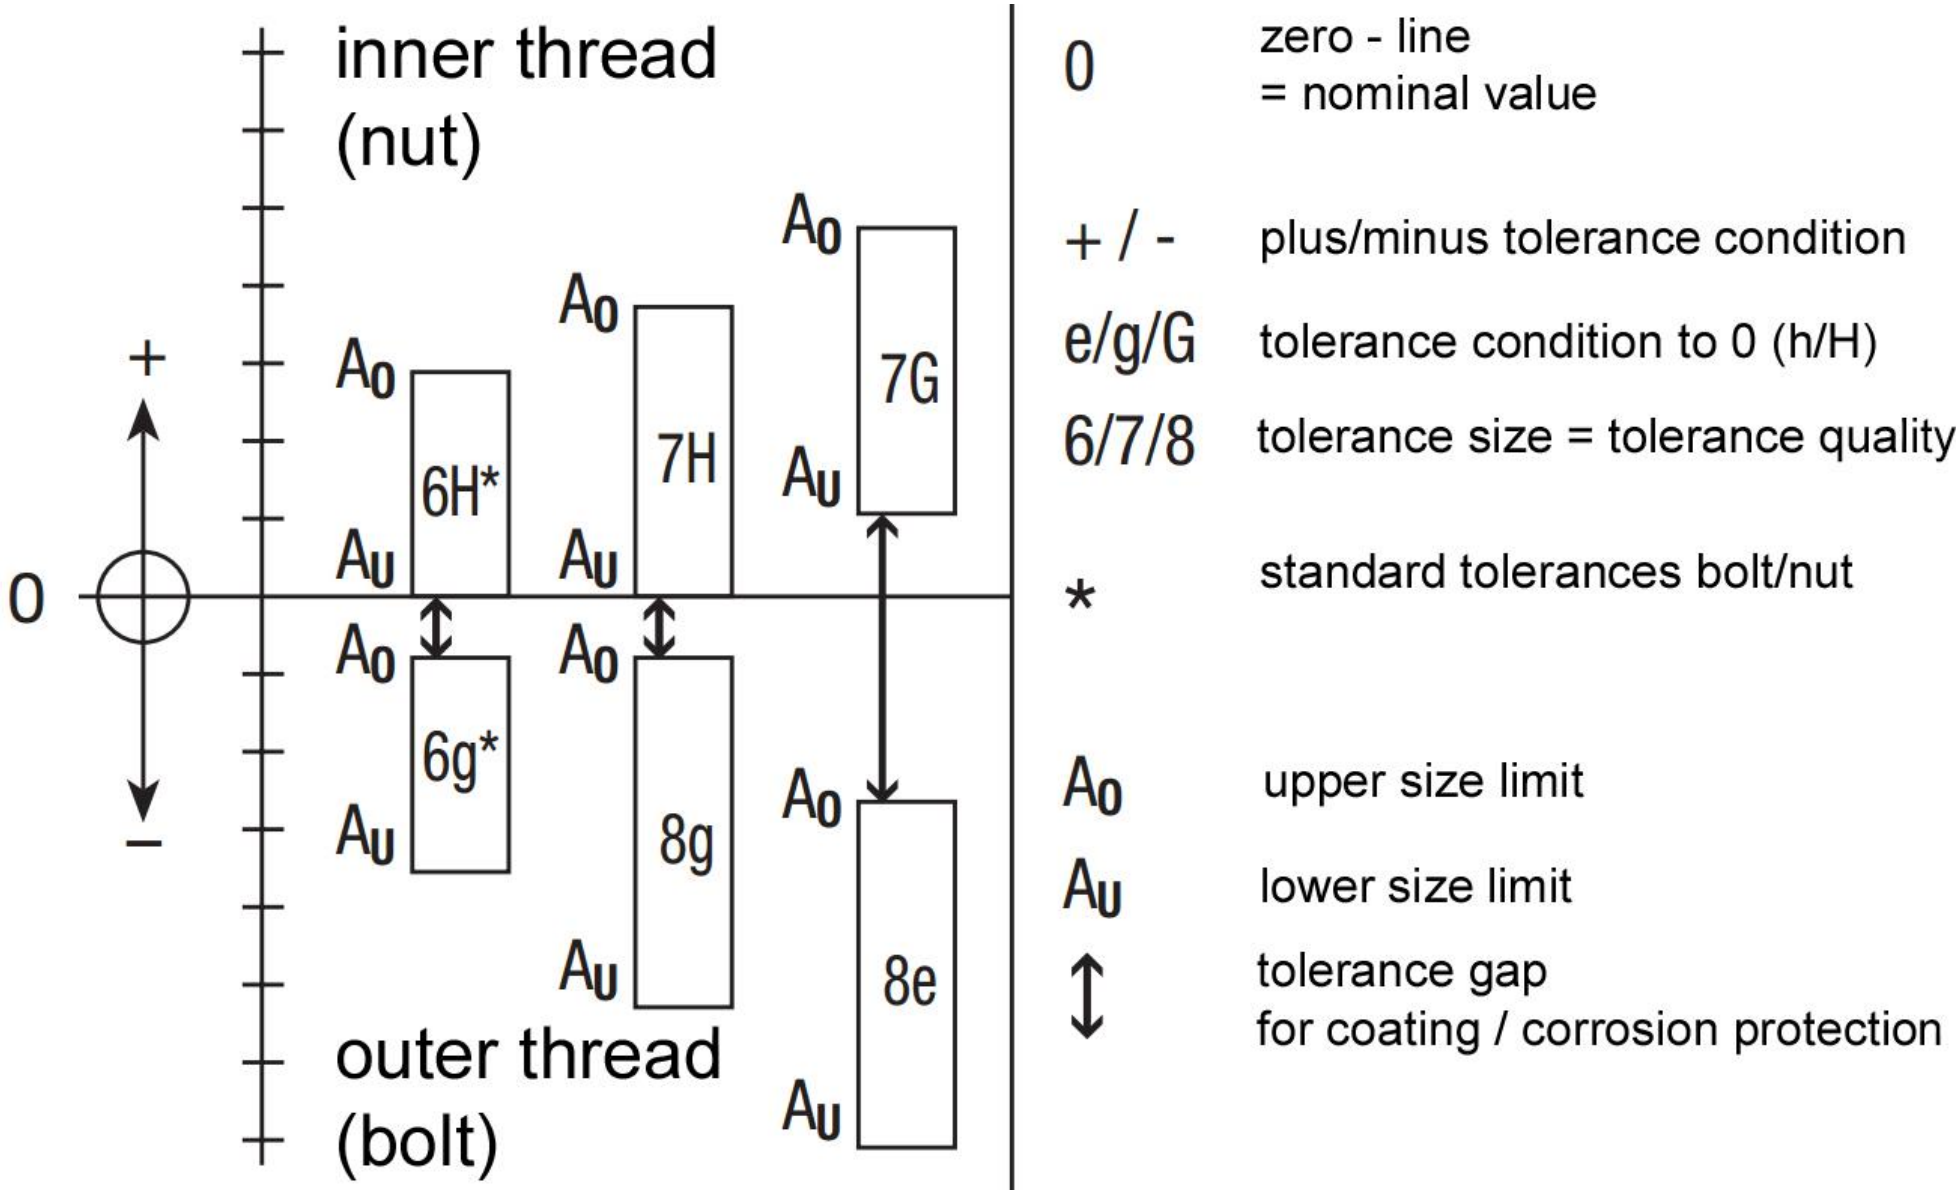 inner thread
(nut)
+
0
−
AO
6H*
AU
AO
7H
AU
AO
7G
AU
AO
6g*
AU
AO
8g
AU
AO
8e
AU
outer thread
(bolt)
0 zero - line
= nominal value
+ / - plus/minus tolerance condition
e/g/G tolerance condition to 0 (h/H)
6/7/8 tolerance size = tolerance quality
* standard tolerances bolt/nut
AO upper size limit
AU lower size limit
tolerance gap
for coating / corrosion protection